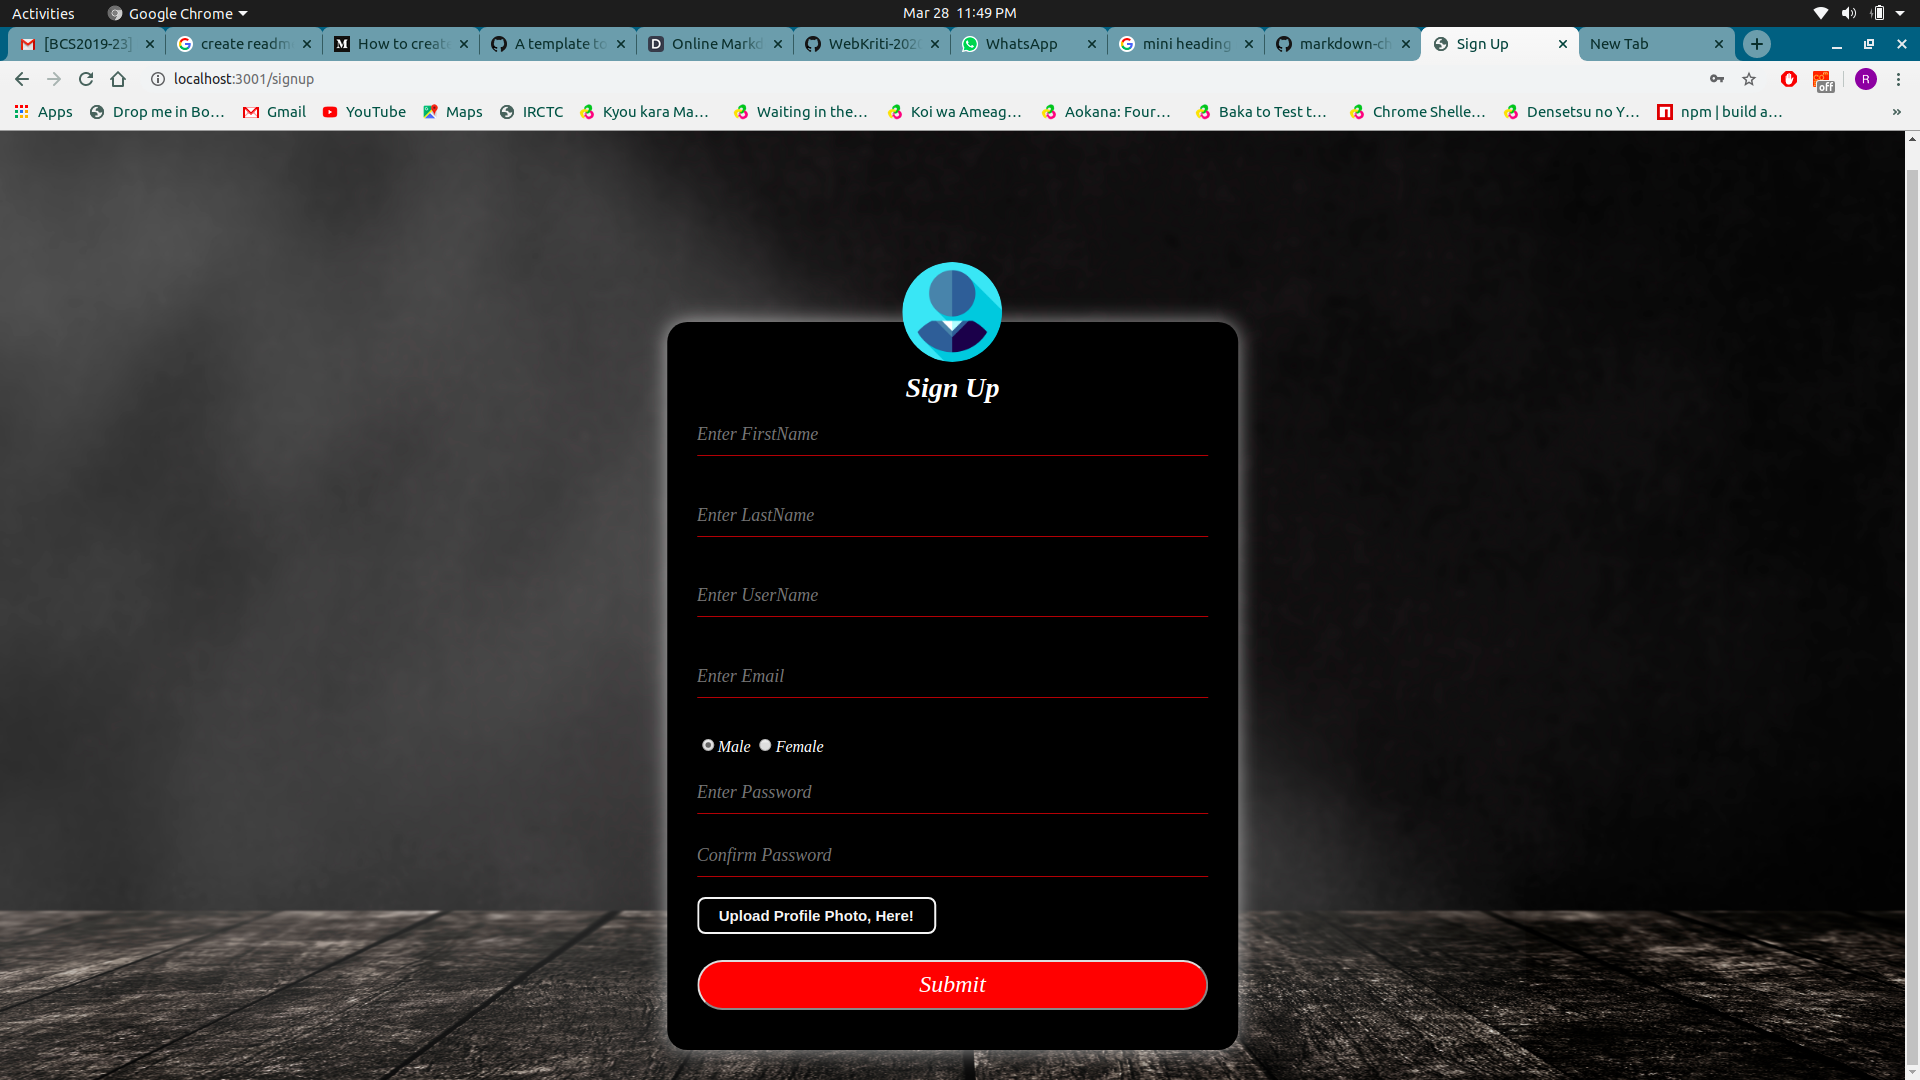 Activities Google Chrome Mar 28 11:49 PM
[BCS2019-23] create readm How to create A template to Online Markd WebKriti-202 WhatsApp mini heading markdown-ch Sign Up New Tab
localhost:3001/signup off R
Apps Drop me in Bo... Gmail YouTube Maps IRCTC Kyou kara Ma... Waiting in the... Koi wa Ameag... Aokana: Four... Baka to Test t... Chrome Shelle... Densetsu no Y... npm | build a... »
Sign Up
Enter FirstName
Enter LastName
Enter UserName
Enter Email
Male Female
Enter Password
Confirm Password
Upload Profile Photo, Here!
Submit